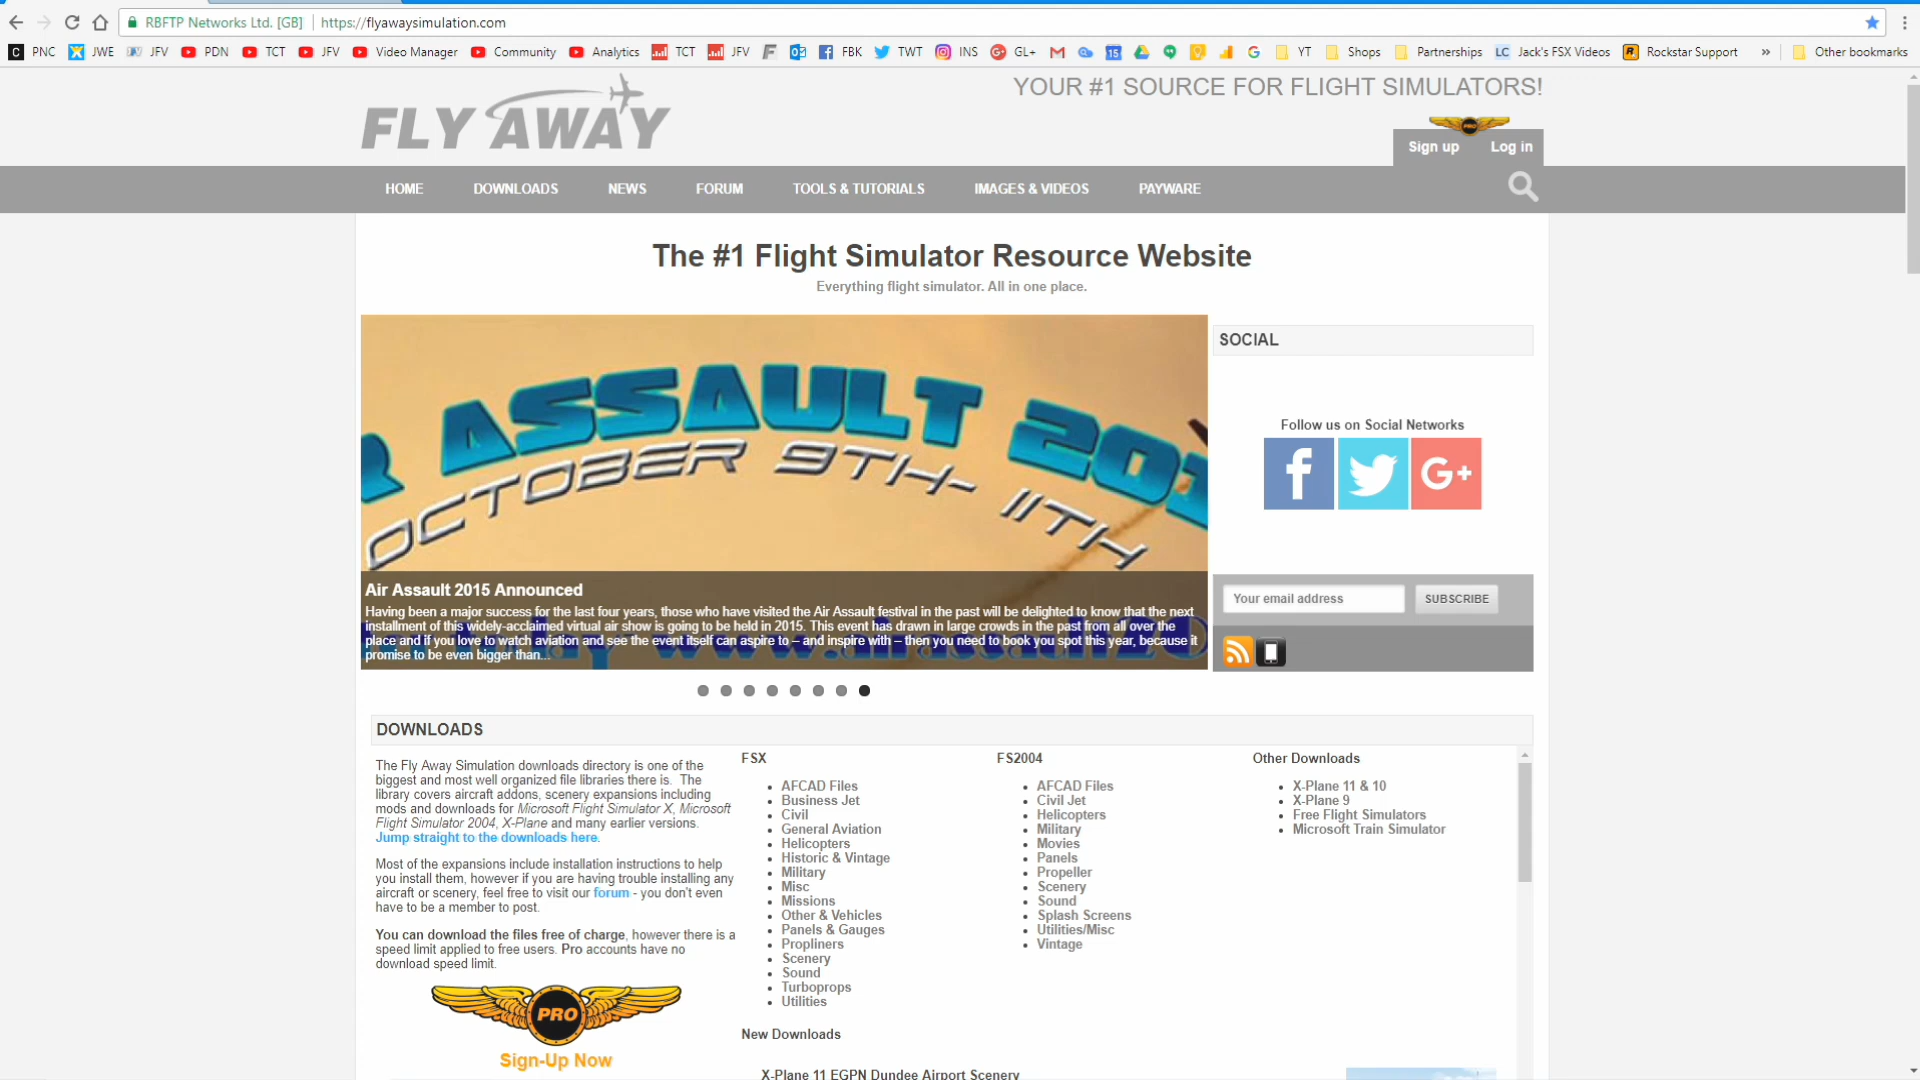 RBFTP Networks Ltd. [GB] https://flyawaysimulation.com
PNC JWE JFV PDN TCT JFV Video Manager Community Analytics TCT JFV FBK TWT INS GL+ YT Shops Partnerships LC Jack's FSX Videos Rockstar Support » Other bookmarks
FLY AWAY
YOUR #1 SOURCE FOR FLIGHT SIMULATORS!
PRO
Sign up Log in
HOME DOWNLOADS NEWS FORUM TOOLS & TUTORIALS IMAGES & VIDEOS PAYWARE
The #1 Flight Simulator Resource Website
Everything flight simulator. All in one place.
R ASSAULT 201
OCTOBER 9TH- 11TH
Air Assault 2015 Announced
Having been a major success for the last four years, those who have visited the Air Assault festival in the past will be delighted to know that the next
installment of this widely-acclaimed virtual air show is going to be held in 2015. This event has drawn in large crowds in the past from all over the
place and if you love to watch aviation and see the event itself can aspire to – and inspire with – then you need to book you spot this year, because it
promise to be even bigger than...
SOCIAL
Follow us on Social Networks
f G+
Your email address SUBSCRIBE
DOWNLOADS
The Fly Away Simulation downloads directory is one of the
biggest and most well organized file libraries there is. The
library covers aircraft addons, scenery expansions including
mods and downloads for Microsoft Flight Simulator X, Microsoft
Flight Simulator 2004, X-Plane and many earlier versions.
Jump straight to the downloads here.
Most of the expansions include installation instructions to help
you install them, however if you are having trouble installing any
aircraft or scenery, feel free to visit our forum - you don't even
have to be a member to post.
You can download the files free of charge, however there is a
speed limit applied to free users. Pro accounts have no
download speed limit.
PRO
Sign-Up Now
FSX
AFCAD Files
Business Jet
Civil
General Aviation
Helicopters
Historic & Vintage
Military
Misc
Missions
Other & Vehicles
Panels & Gauges
Propliners
Scenery
Sound
Turboprops
Utilities
FS2004
AFCAD Files
Civil Jet
Helicopters
Military
Movies
Panels
Propeller
Scenery
Sound
Splash Screens
Utilities/Misc
Vintage
Other Downloads
X-Plane 11 & 10
X-Plane 9
Free Flight Simulators
Microsoft Train Simulator
New Downloads
X-Plane 11 EGPN Dundee Airport Scenery